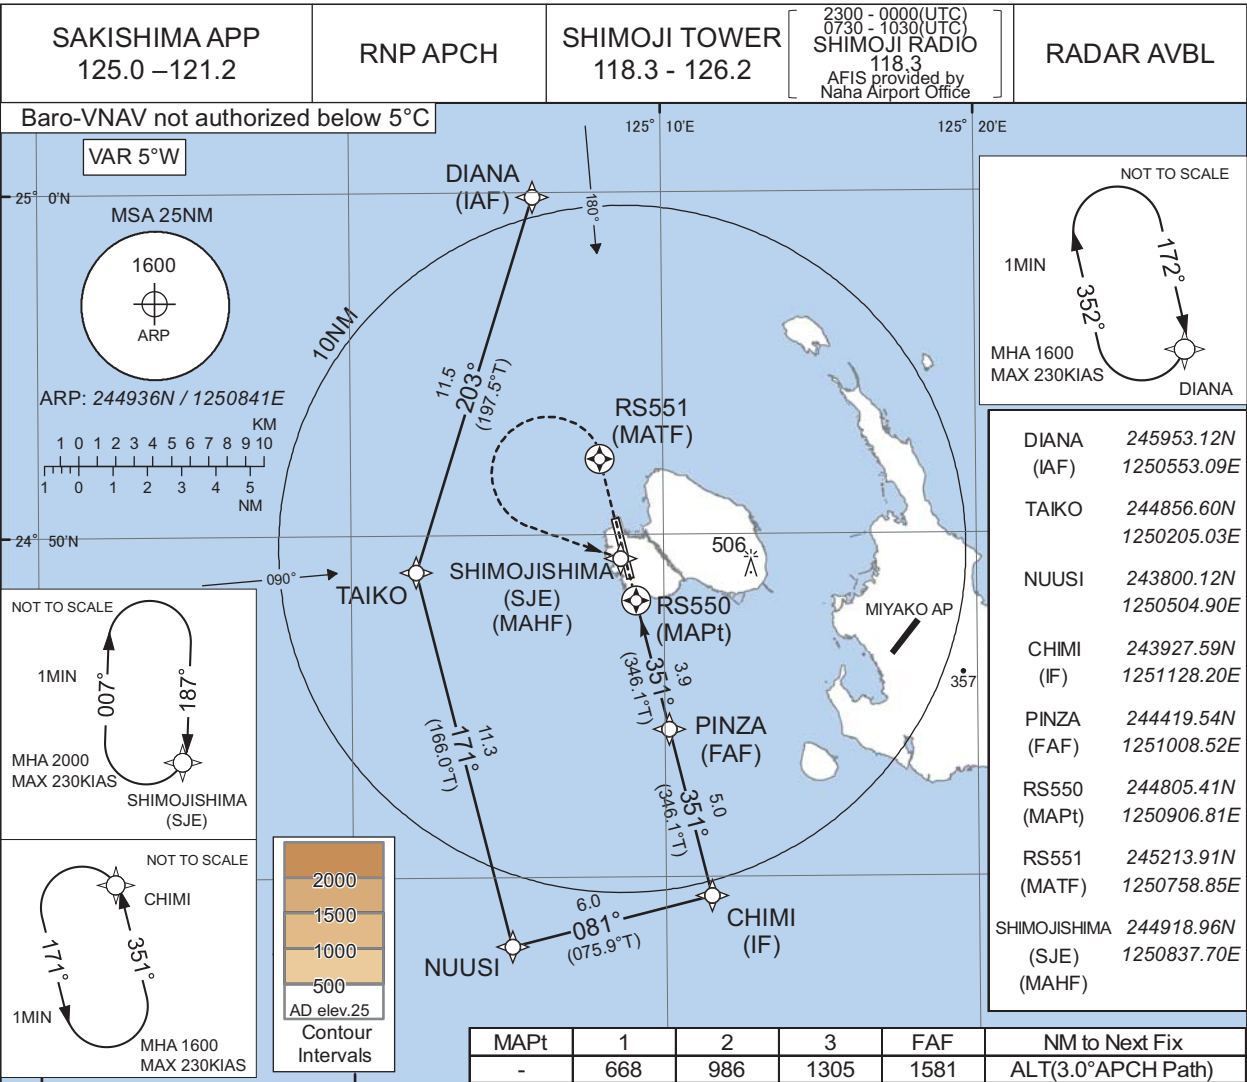 SAKISHIMA APP
125.0 –121.2
RNP APCH
SHIMOJI TOWER
118.3 - 126.2
2300 - 0000(UTC)
0730 - 1030(UTC)
SHIMOJI RADIO
118.3
AFIS provided by
Naha Airport Office
RADAR AVBL
Baro-VNAV not authorized below 5°C
VAR 5°W
125° 10'E
125° 20'E
25° 0'N
24° 50'N
MSA 25NM
1600
ARP
ARP: 244936N / 1250841E
KM
1 0 1 2 3 4 5 6 7 8 9 10
1 0 1 2 3 4 5
NM
DIANA
(IAF)
180°
10NM
11.5
203°
(197.5°T)
RS551
(MATF)
090°
TAIKO
SHIMOJISHIMA
(SJE)
(MAHF)
RS550
(MAPt)
506
MIYAKO AP
357
3.9
351°
(346.1°T)
PINZA
(FAF)
5.0
351°
(346.1°T)
11.3
171°
(166.0°T)
6.0
081°
(075.9°T)
NUUSI
CHIMI
(IF)
NOT TO SCALE
1MIN
352°
172°
MHA 1600
MAX 230KIAS
DIANA
NOT TO SCALE
1MIN
007°
187°
MHA 2000
MAX 230KIAS
SHIMOJISHIMA
(SJE)
NOT TO SCALE
CHIMI
171°
351°
1MIN
MHA 1600
MAX 230KIAS
2000
1500
1000
500
AD elev.25
Contour
Intervals
DIANA 245953.12N
(IAF) 1250553.09E
TAIKO 244856.60N
1250205.03E
NUUSI 243800.12N
1250504.90E
CHIMI 243927.59N
(IF) 1251128.20E
PINZA 244419.54N
(FAF) 1251008.52E
RS550 244805.41N
(MAPt) 1250906.81E
RS551 245213.91N
(MATF) 1250758.85E
SHIMOJISHIMA 244918.96N
(SJE) 1250837.70E
(MAHF)
MAPt 1 2 3 FAF NM to Next Fix
- 668 986 1305 1581 ALT(3.0°APCH Path)